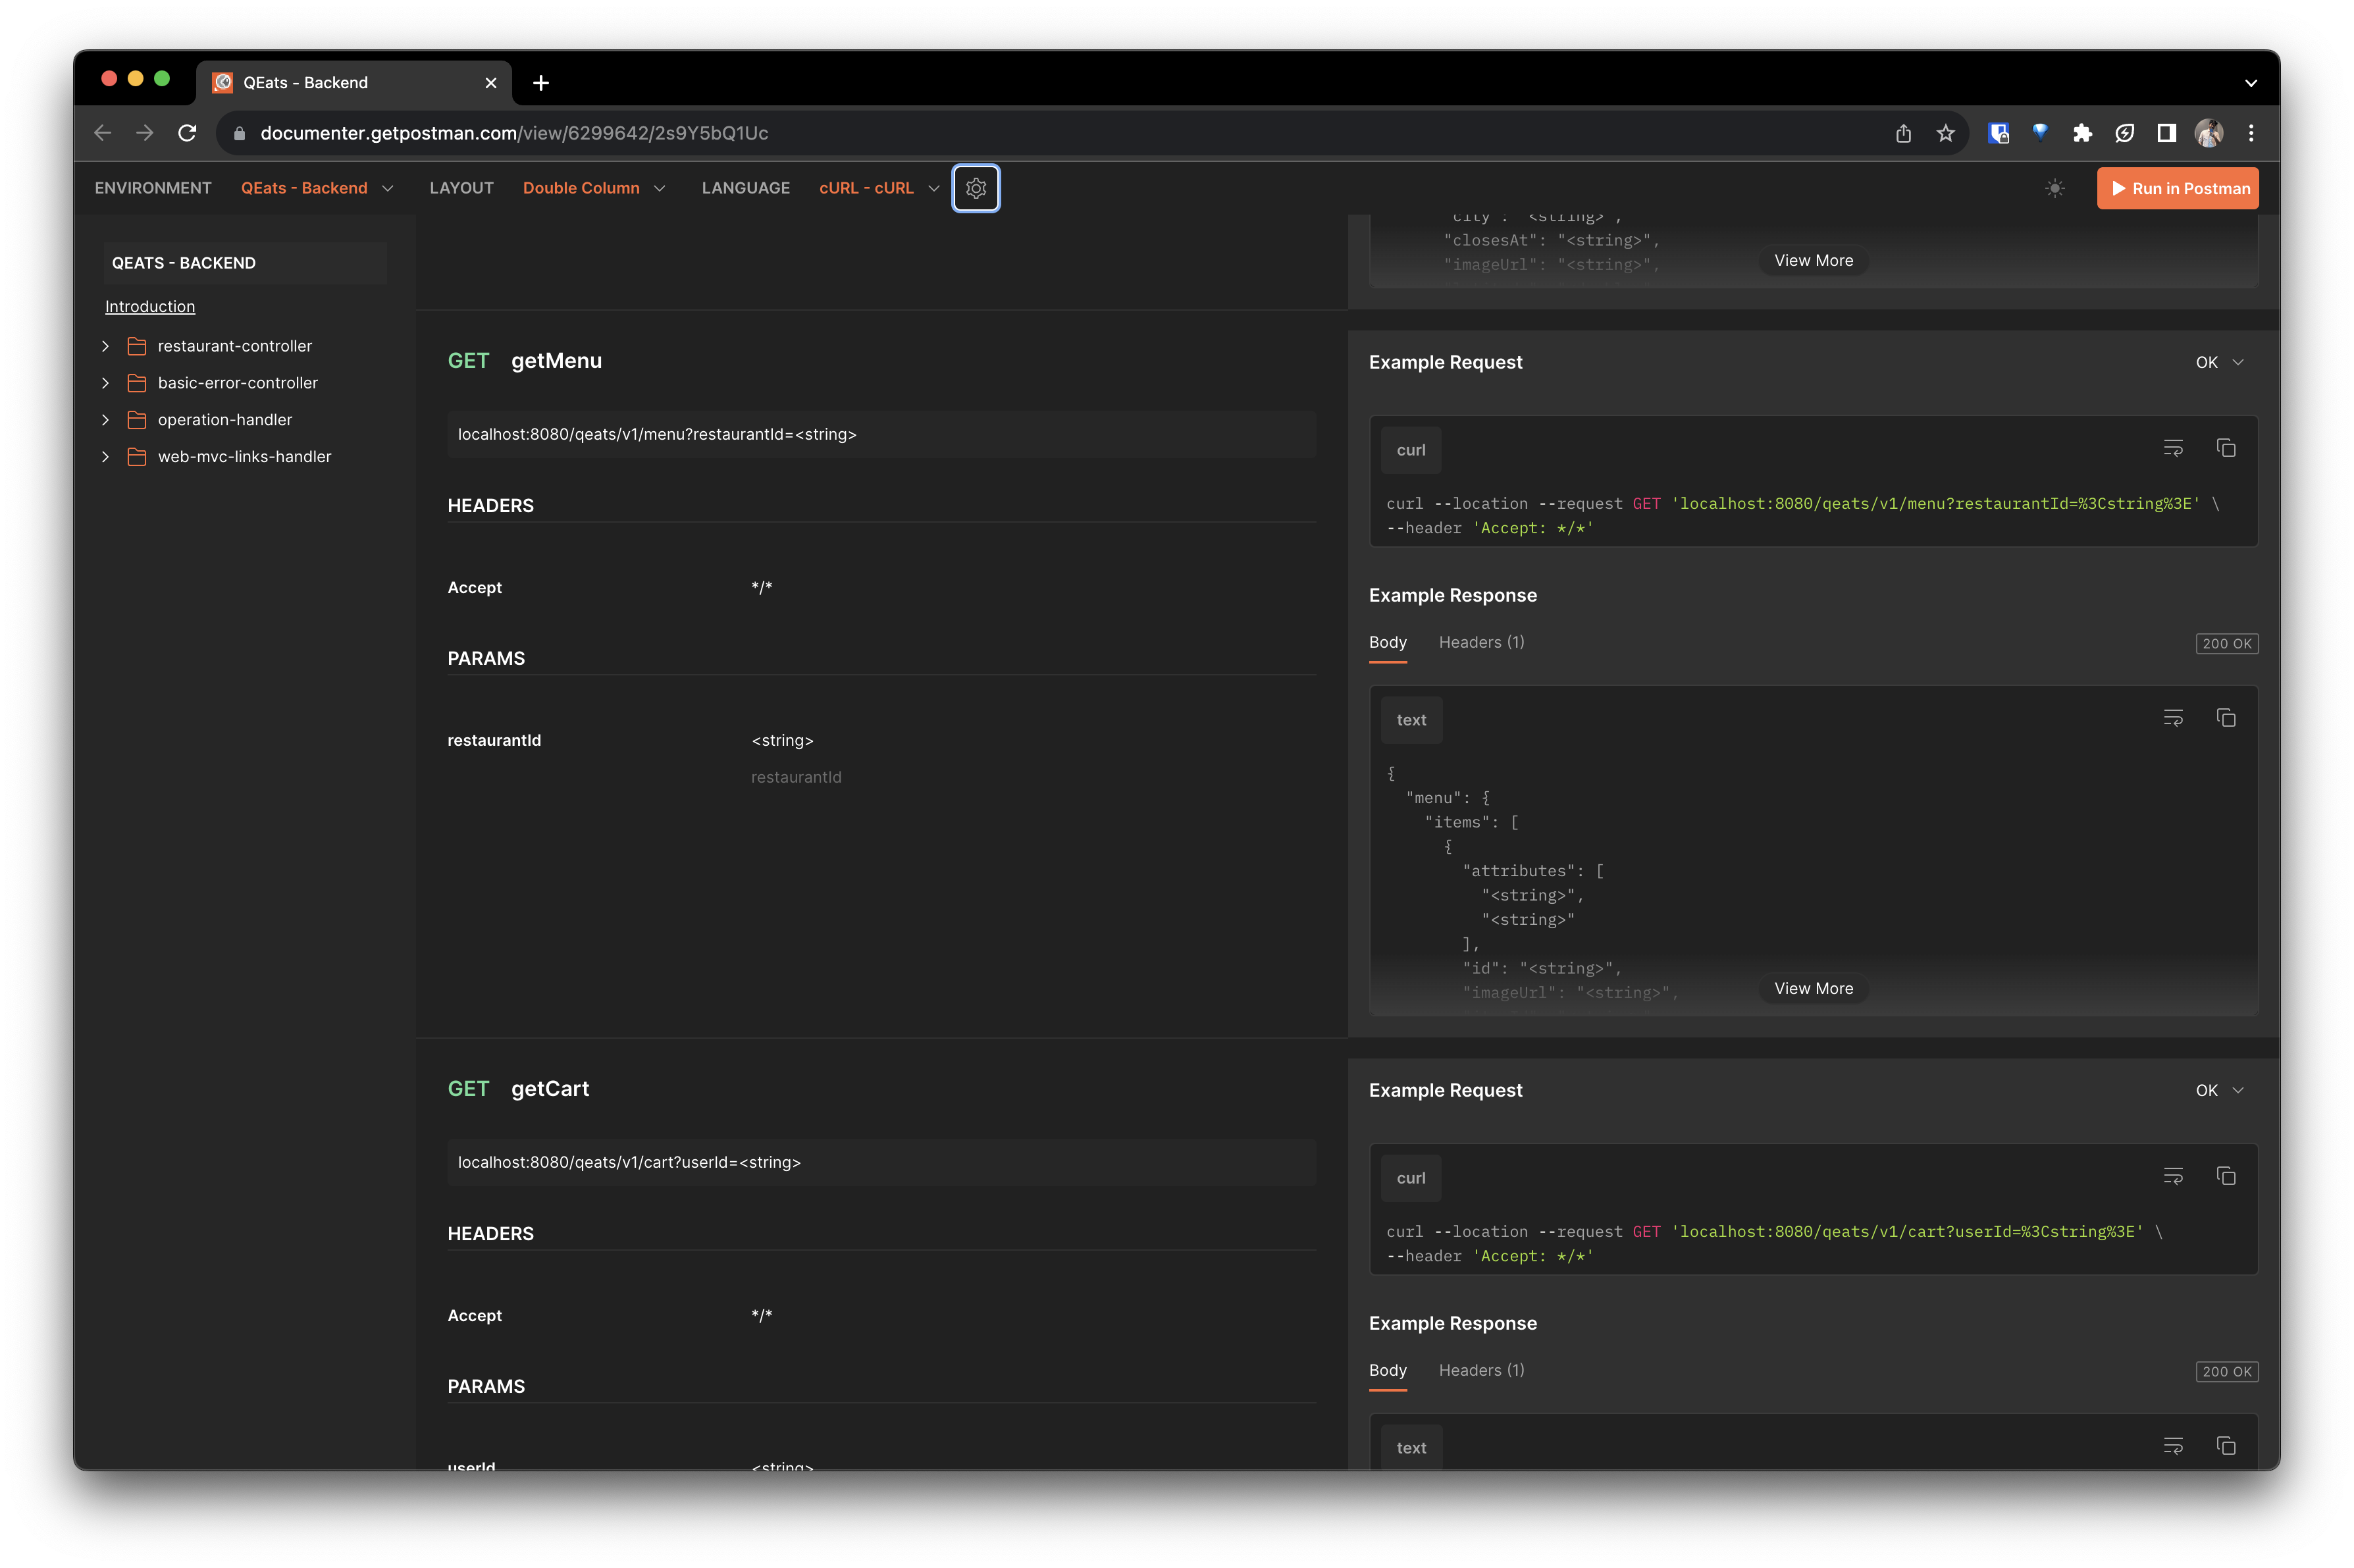 QEats - Backend
documenter.getpostman.com/view/6299642/2s9Y5bQ1Uc
ENVIRONMENT QEats - Backend LAYOUT Double Column LANGUAGE cURL - cURL Run in Postman
QEATS - BACKEND
Introduction
restaurant-controller
basic-error-controller
operation-handler
web-mvc-links-handler
"city": "<string>",
"closesAt": "<string>",
"imageUrl": "<string>",
View More
GET getMenu
localhost:8080/qeats/v1/menu?restaurantId=<string>
HEADERS
Accept */*
PARAMS
restaurantId <string>
restaurantId
Example Request OK
curl
curl --location --request GET 'localhost:8080/qeats/v1/menu?restaurantId=%3Cstring%3E' \
--header 'Accept: */*'
Example Response
Body Headers (1) 200 OK
text
{
"menu": {
"items": [
{
"attributes": [
"<string>",
"<string>"
],
"id": "<string>",
"imageUrl": "<string>",
View More
GET getCart
localhost:8080/qeats/v1/cart?userId=<string>
HEADERS
Accept */*
PARAMS
userId <string>
Example Request OK
curl
curl --location --request GET 'localhost:8080/qeats/v1/cart?userId=%3Cstring%3E' \
--header 'Accept: */*'
Example Response
Body Headers (1) 200 OK
text